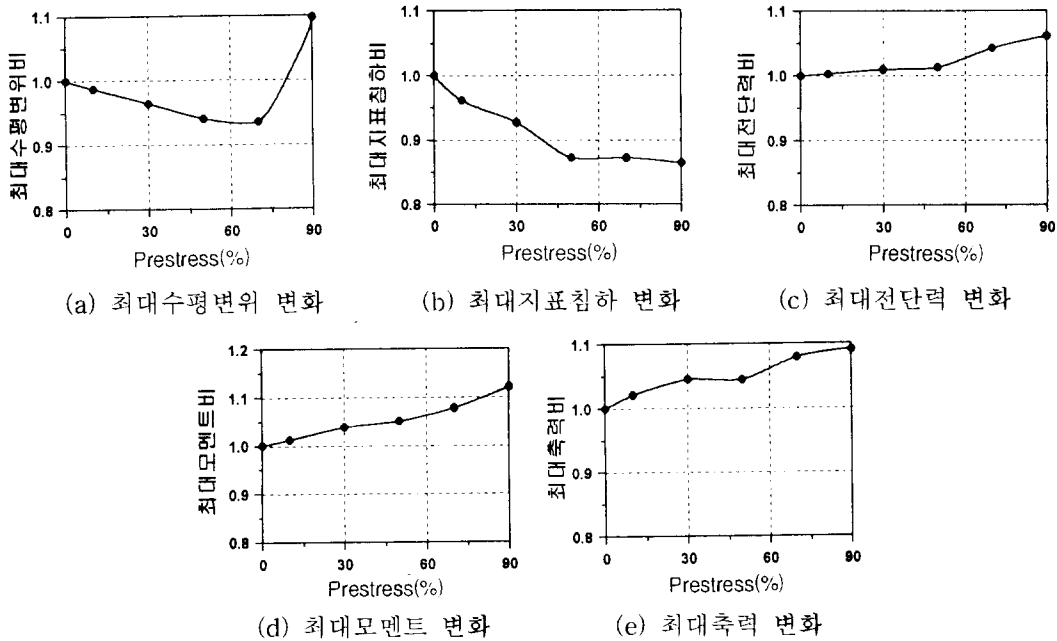 1.1
1.0
0.9
0.8
최대수평변위비
0 30 60 90
Prestress(%)
(a) 최대수평변위 변화
1.1
1.0
0.9
0.8
최대지표침하비
0 30 60 90
Prestress(%)
(b) 최대지표침하 변화
1.1
1.0
0.9
0.8
최대전단력비
0 30 60 90
Prestress(%)
(c) 최대전단력 변화
1.2
1.1
1.0
0.9
0.8
최대모멘트비
0 30 60 90
Prestress(%)
(d) 최대모멘트 변화
1.1
1.0
0.9
0.8
최대축력비
0 30 60 90
Prestress(%)
(e) 최대축력 변화